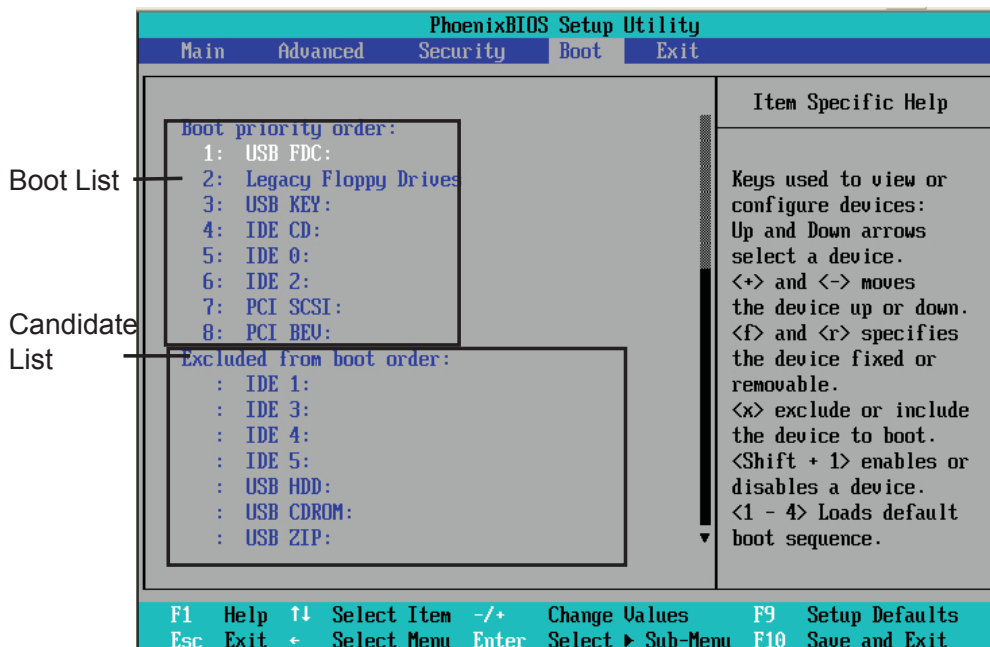 PhoenixBIOS Setup Utility
Main Advanced Security Boot Exit
Item Specific Help
Boot priority order:
1: USB FDC:
2: Legacy Floppy Drives
3: USB KEY:
4: IDE CD:
5: IDE 0:
6: IDE 2:
7: PCI SCSI:
8: PCI BEV:
Excluded from boot order:
: IDE 1:
: IDE 3:
: IDE 4:
: IDE 5:
: USB HDD:
: USB CDROM:
: USB ZIP:
Boot List
Candidate
List
Keys used to view or
configure devices:
Up and Down arrows
select a device.
<+> and <-> moves
the device up or down.
<f> and <r> specifies
the device fixed or
removable.
<x> exclude or include
the device to boot.
<Shift + 1> enables or
disables a device.
<1 - 4> Loads default
boot sequence.
F1 Help ↑↓ Select Item -/+ Change Values F9 Setup Defaults
Esc Exit ← Select Menu Enter Select ▶ Sub-Menu F10 Save and Exit